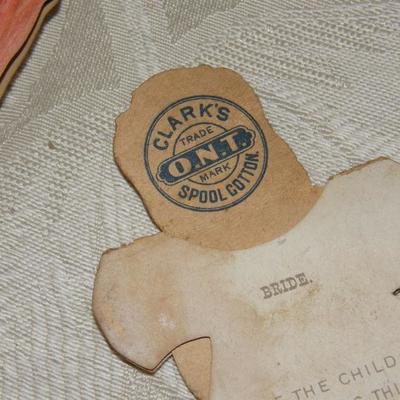 CLARK'S
TRADE
O.N.T.
MARK
SPOOL COTTON.
BRIDE.
THE CHILD